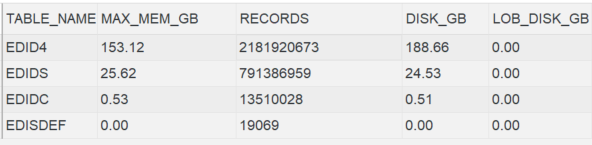 TABLE_NAME MAX_MEM_GB RECORDS DISK_GB LOB_DISK_GB
EDID4 153.12 2181920673 188.66 0.00
EDIDS 25.62 791386959 24.53 0.00
EDIDC 0.53 13510028 0.51 0.00
EDISDEF 0.00 19069 0.00 0.00